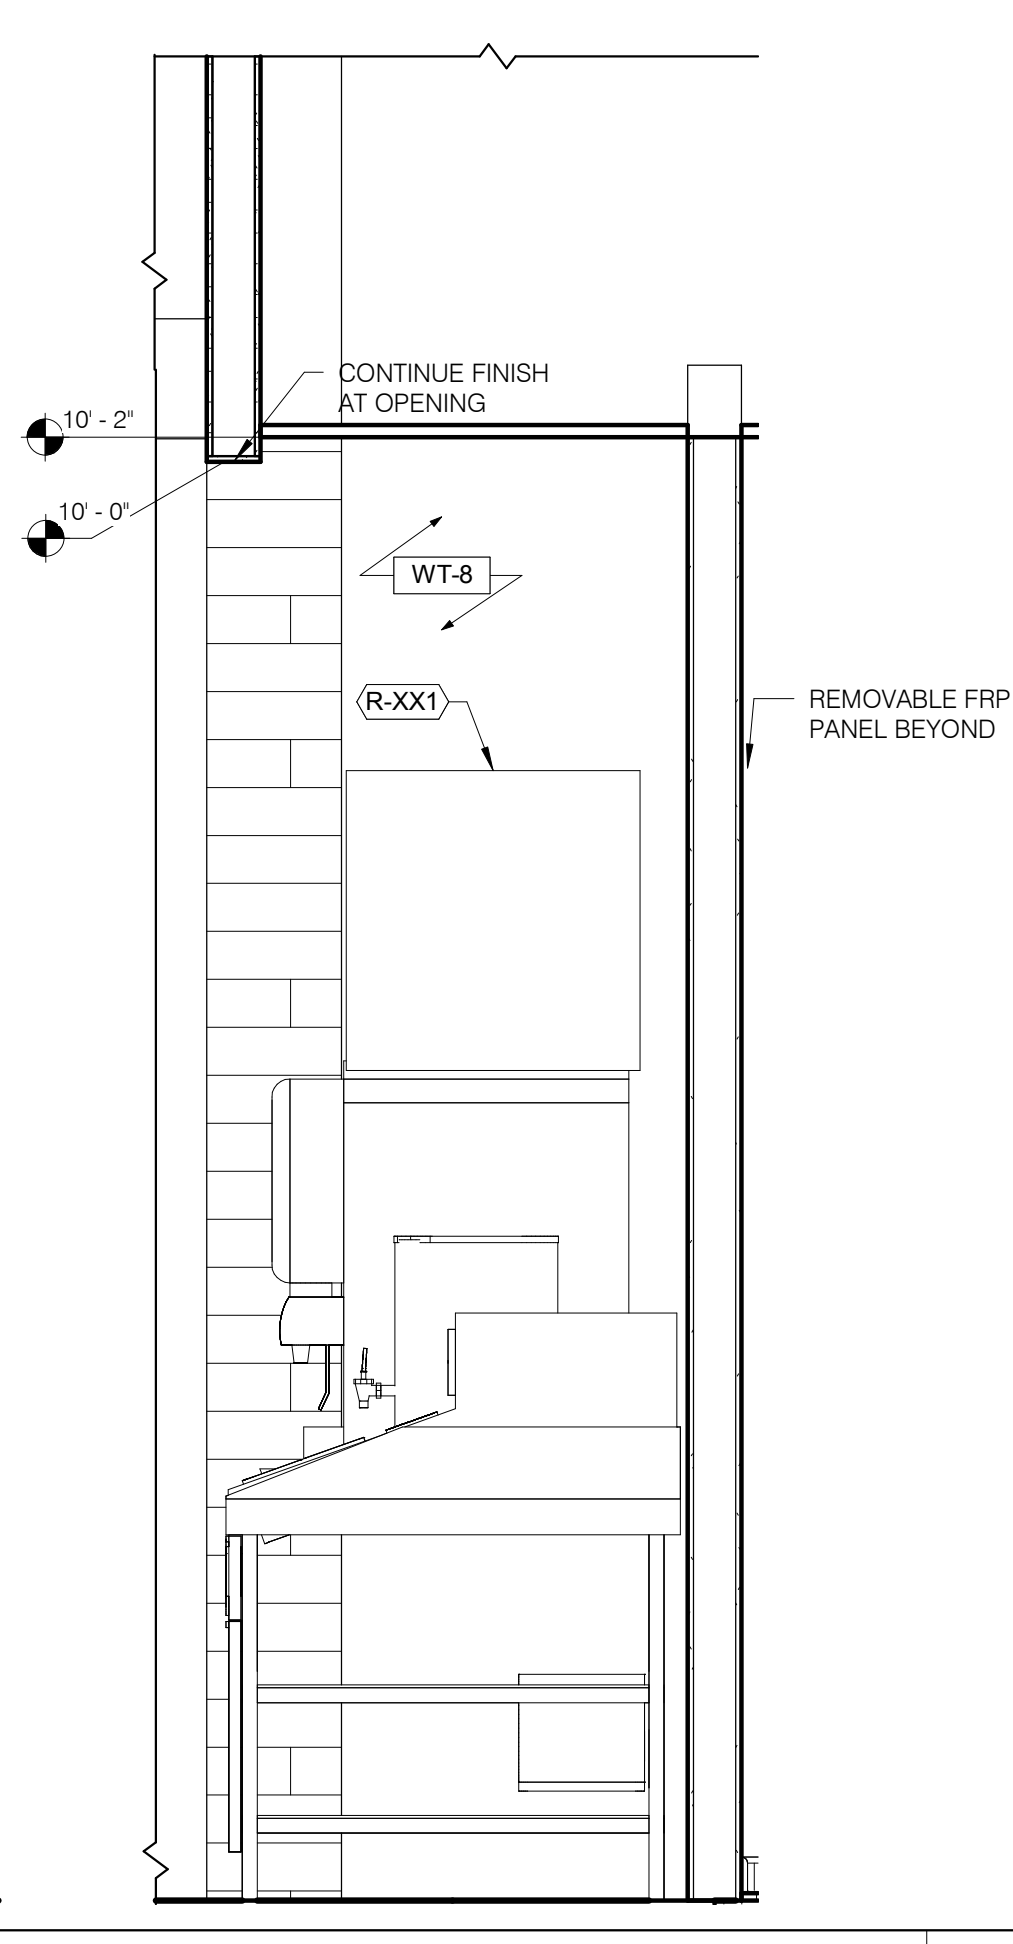 CONTINUE FINISH
AT OPENING
10' - 2"
10' - 0"
WT-8
R-XX1
REMOVABLE FRP
PANEL BEYOND